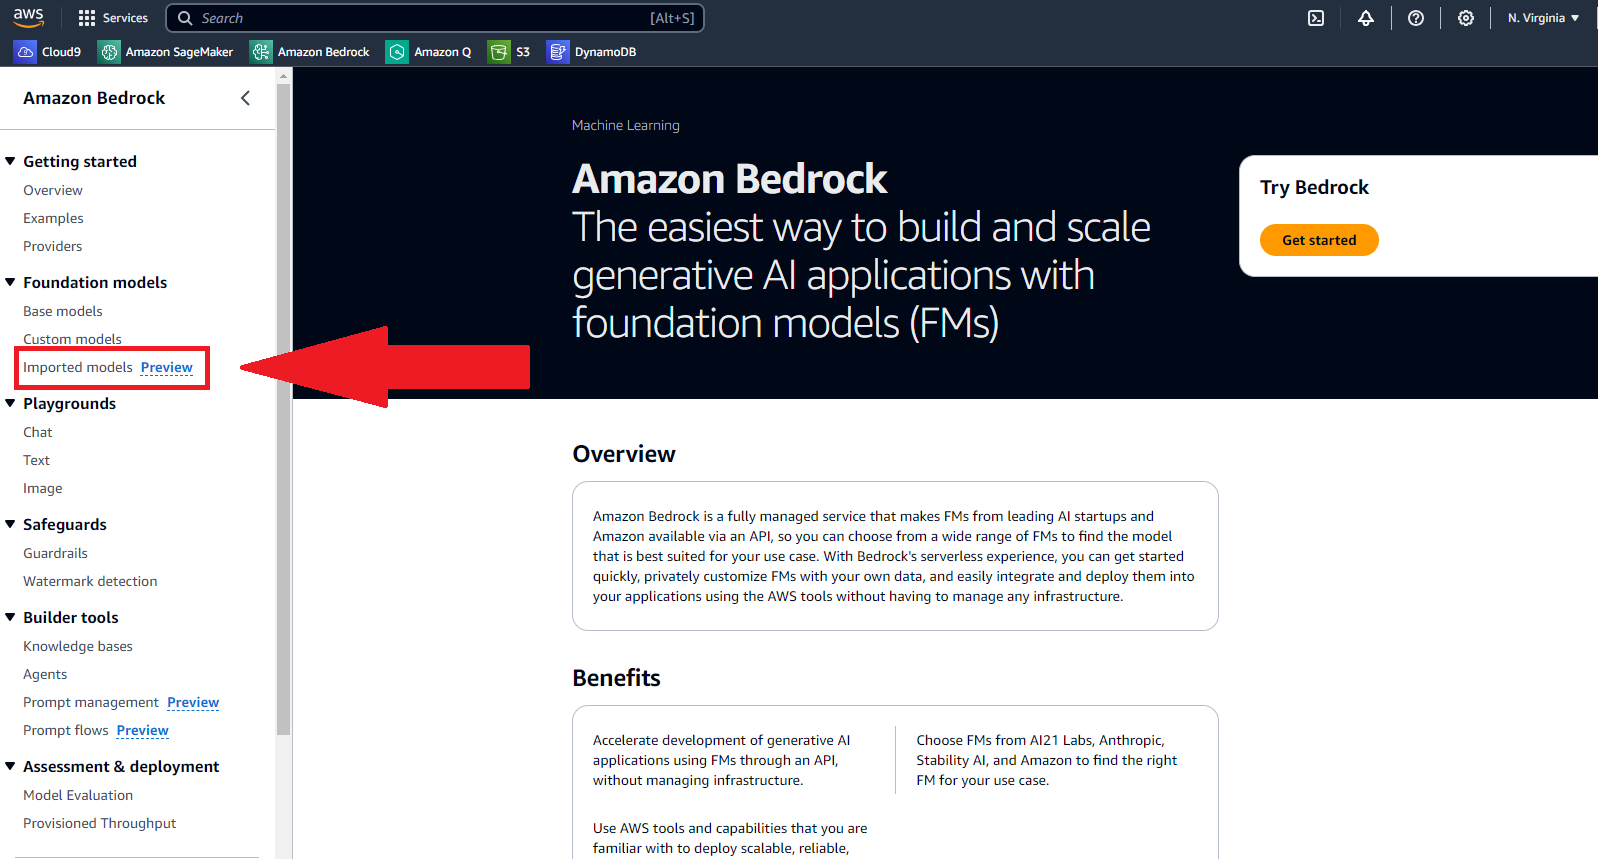 aws
Services
Search
[Alt+S]
N. Virginia
Cloud9
Amazon SageMaker
Amazon Bedrock
Amazon Q
S3
DynamoDB
Amazon Bedrock
Getting started
Overview
Examples
Providers
Foundation models
Base models
Custom models
Imported models Preview
Playgrounds
Chat
Text
Image
Safeguards
Guardrails
Watermark detection
Builder tools
Knowledge bases
Agents
Prompt management Preview
Prompt flows Preview
Assessment & deployment
Model Evaluation
Provisioned Throughput
Machine Learning
Amazon Bedrock
The easiest way to build and scale
generative AI applications with
foundation models (FMs)
Try Bedrock
Get started
Overview
Amazon Bedrock is a fully managed service that makes FMs from leading AI startups and
Amazon available via an API, so you can choose from a wide range of FMs to find the model
that is best suited for your use case. With Bedrock's serverless experience, you can get started
quickly, privately customize FMs with your own data, and easily integrate and deploy them into
your applications using the AWS tools without having to manage any infrastructure.
Benefits
Accelerate development of generative AI
applications using FMs through an API,
without managing infrastructure.
Choose FMs from AI21 Labs, Anthropic,
Stability AI, and Amazon to find the right
FM for your use case.
Use AWS tools and capabilities that you are
familiar with to deploy scalable, reliable,